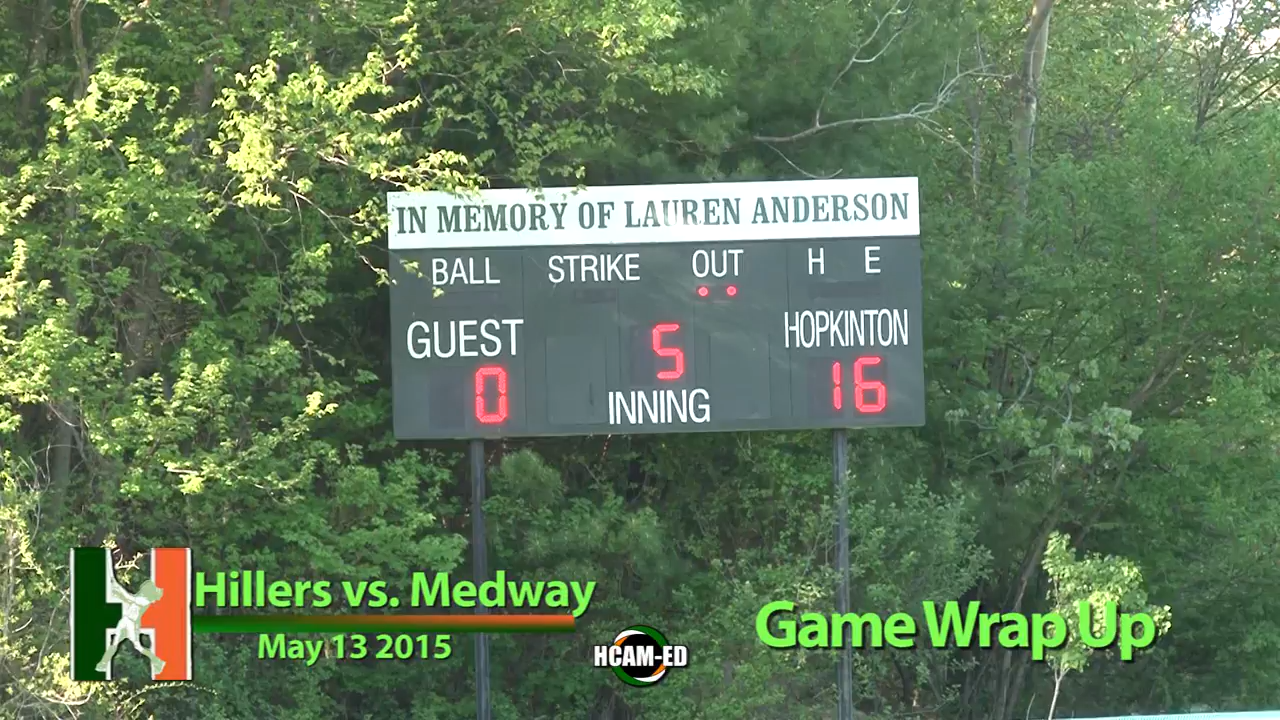 IN MEMORY OF LAUREN ANDERSON
BALL STRIKE OUT H E
GUEST 5 HOPKINTON
0 INNING 16
Hillers vs. Medway
May 13 2015
HCAM-ED
Game Wrap Up